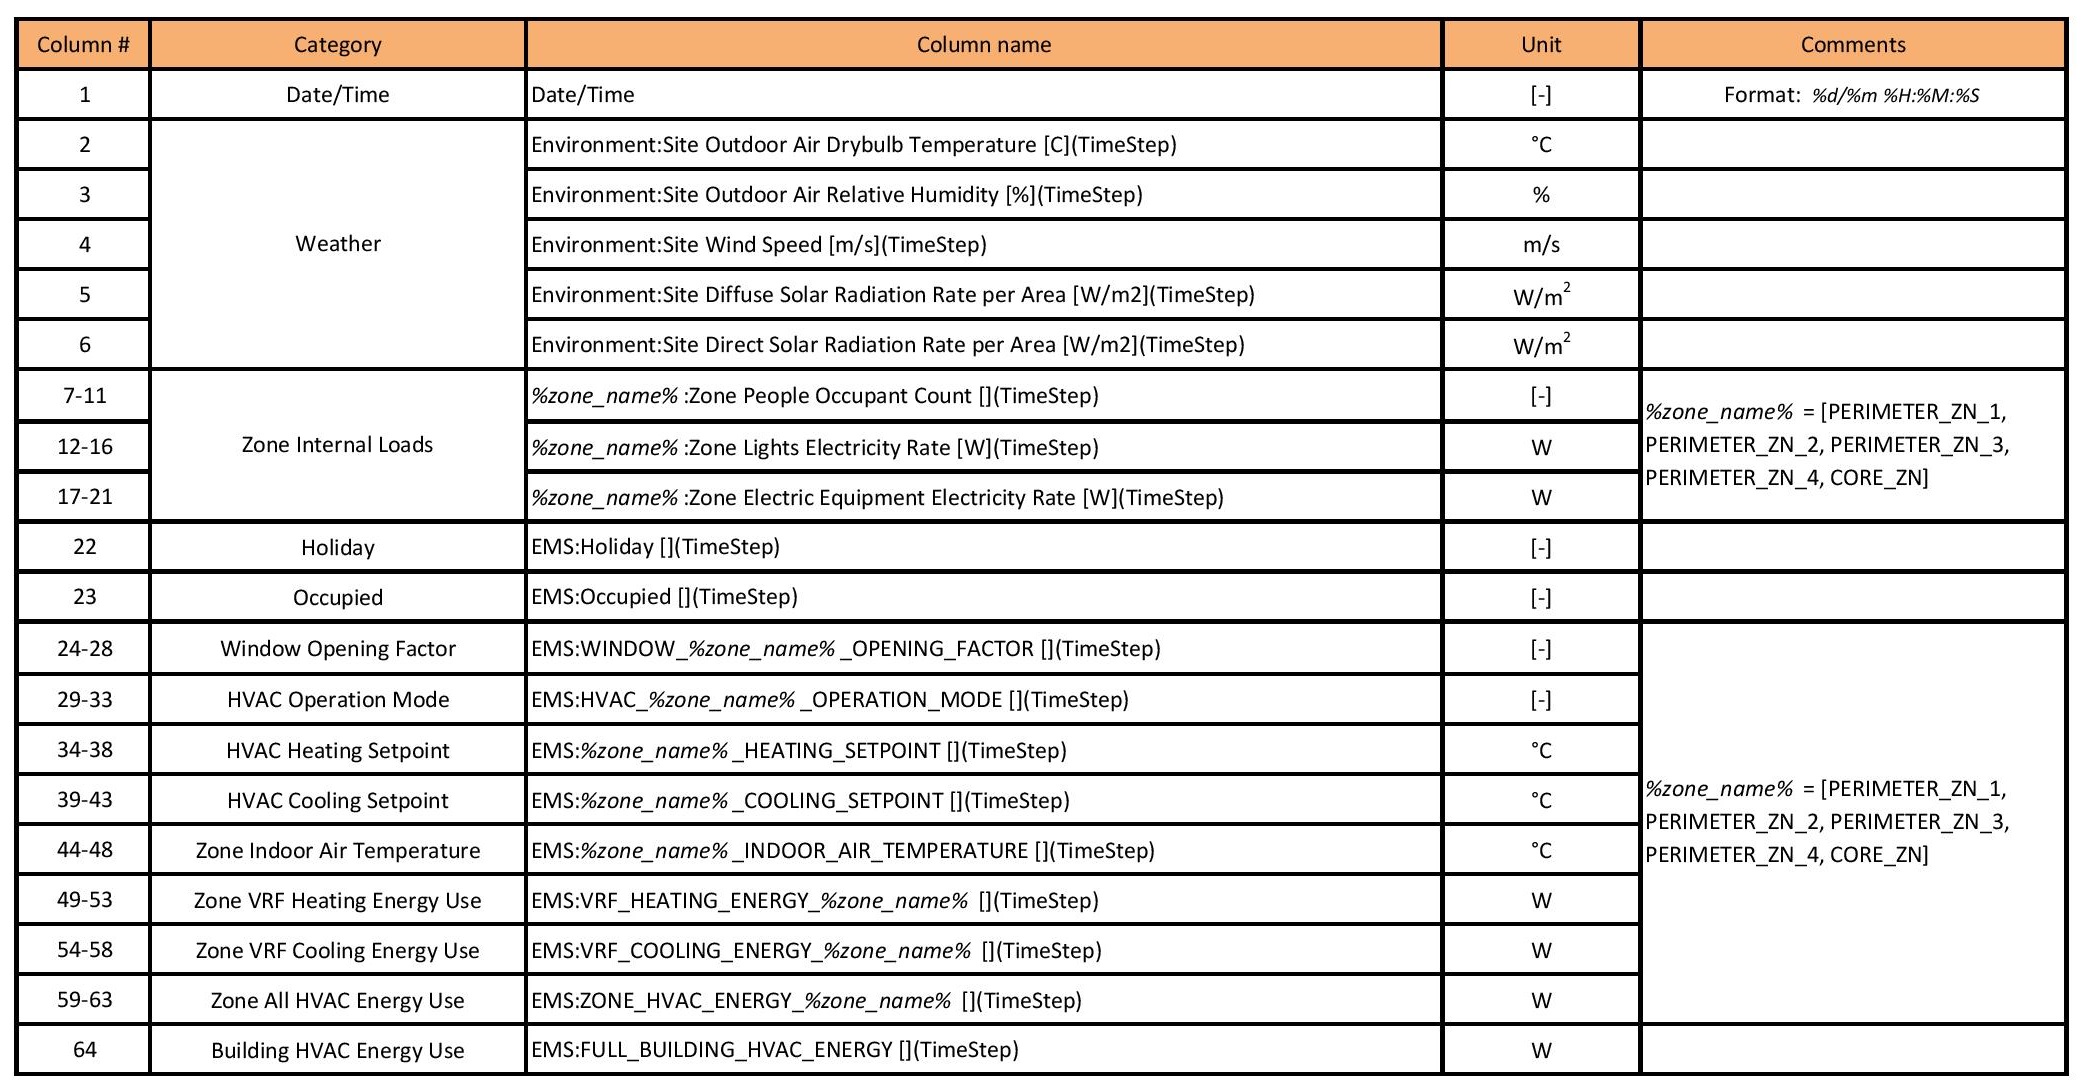 Column # Category Column name Unit Comments
1 Date/Time Date/Time [-] Format: %d/%m %H:%M:%S
2 Weather Environment:Site Outdoor Air Drybulb Temperature [C](TimeStep) °C
3 Environment:Site Outdoor Air Relative Humidity [%](TimeStep) %
4 Environment:Site Wind Speed [m/s](TimeStep) m/s
5 Environment:Site Diffuse Solar Radiation Rate per Area [W/m2](TimeStep) W/m²
6 Environment:Site Direct Solar Radiation Rate per Area [W/m2](TimeStep) W/m²
7-11 Zone Internal Loads %zone_name% :Zone People Occupant Count [](TimeStep) [-]
12-16 %zone_name% :Zone Lights Electricity Rate [W](TimeStep) W
17-21 %zone_name% :Zone Electric Equipment Electricity Rate [W](TimeStep) W
%zone_name% = [PERIMETER_ZN_1,
PERIMETER_ZN_2, PERIMETER_ZN_3,
PERIMETER_ZN_4, CORE_ZN]
22 Holiday EMS:Holiday [](TimeStep) [-]
23 Occupied EMS:Occupied [](TimeStep) [-]
24-28 Window Opening Factor EMS:WINDOW_%zone_name% _OPENING_FACTOR [](TimeStep) [-]
29-33 HVAC Operation Mode EMS:HVAC_%zone_name% _OPERATION_MODE [](TimeStep) [-]
34-38 HVAC Heating Setpoint EMS:%zone_name% _HEATING_SETPOINT [](TimeStep) °C
39-43 HVAC Cooling Setpoint EMS:%zone_name% _COOLING_SETPOINT [](TimeStep) °C
44-48 Zone Indoor Air Temperature EMS:%zone_name% _INDOOR_AIR_TEMPERATURE [](TimeStep) °C
49-53 Zone VRF Heating Energy Use EMS:VRF_HEATING_ENERGY_%zone_name% [](TimeStep) W
54-58 Zone VRF Cooling Energy Use EMS:VRF_COOLING_ENERGY_%zone_name% [](TimeStep) W
59-63 Zone All HVAC Energy Use EMS:ZONE_HVAC_ENERGY_%zone_name% [](TimeStep) W
%zone_name% = [PERIMETER_ZN_1,
PERIMETER_ZN_2, PERIMETER_ZN_3,
PERIMETER_ZN_4, CORE_ZN]
64 Building HVAC Energy Use EMS:FULL_BUILDING_HVAC_ENERGY [](TimeStep) W